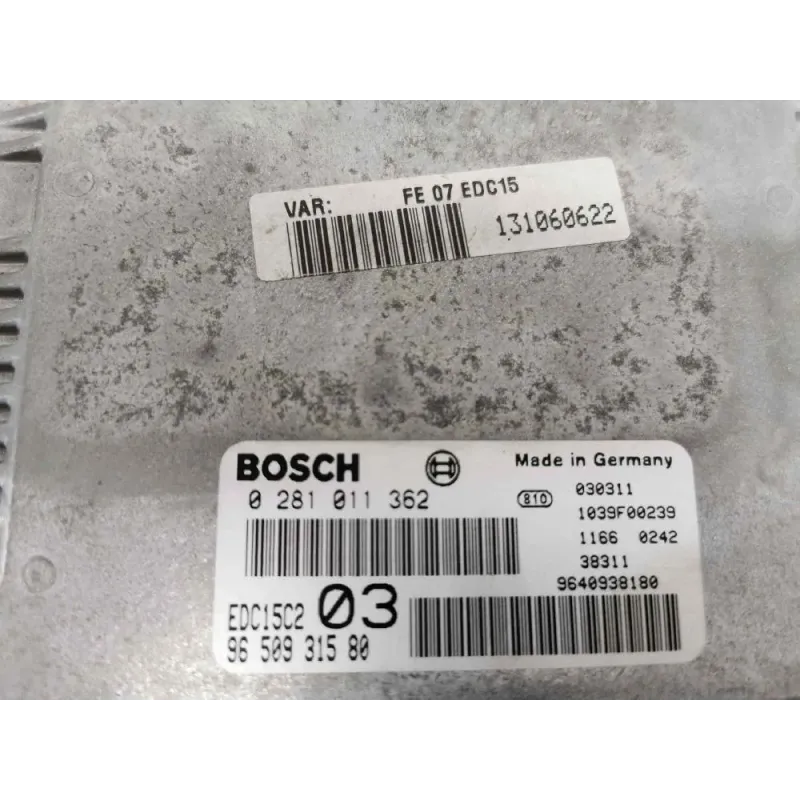 VAR: FE 07 EDC15
131060622
BOSCH
Made in Germany
0 281 011 362
810 030311
1039F00239
1166 0242
38311
9640938180
EDC15C2 03
96 509 315 80